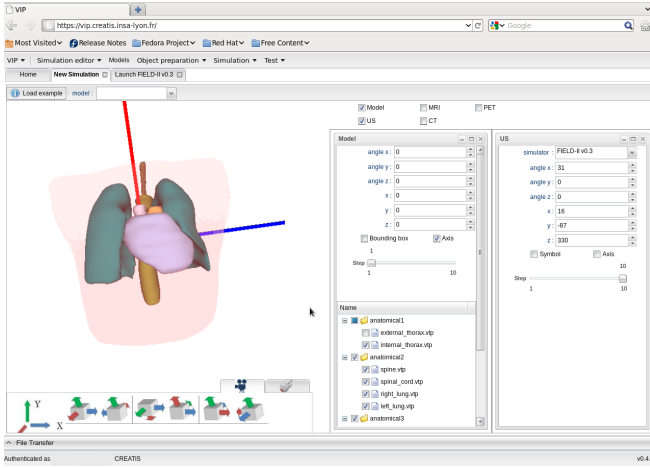 VIP
https://vip.creatis.insa-lyon.fr/
Google
Most Visited Release Notes Fedora Project Red Hat Free Content
VIP Simulation editor Models Object preparation Simulation Test
Home New Simulation Launch FIELD-II v0.3
Load example model :
Model MRI PET
US CT
Model
angle x : 0
angle y : 0
angle z : 0
x : 0
y : 0
z : 0
Bounding box Axis
1
Step
1 10
Name
anatomical1
external_thorax.vtp
internal_thorax.vtp
anatomical2
spine.vtp
spinal_cord.vtp
right_lung.vtp
left_lung.vtp
anatomical3
US
simulator : FIELD-II v0.3
angle x : 31
angle y : 0
angle z : 0
x : 16
y : -87
z : 330
Symbol Axis
10
Step
1 10
Y
X
File Transfer
Authenticated as CREATIS v0.4.